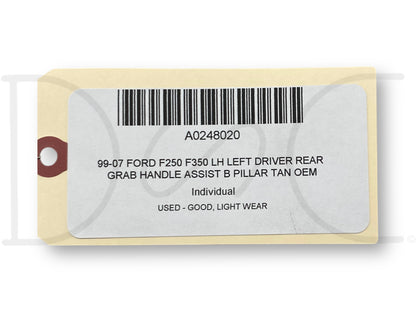 A0248020
99-07 FORD F250 F350 LH LEFT DRIVER REAR
GRAB HANDLE ASSIST B PILLAR TAN OEM
Individual
USED - GOOD, LIGHT WEAR